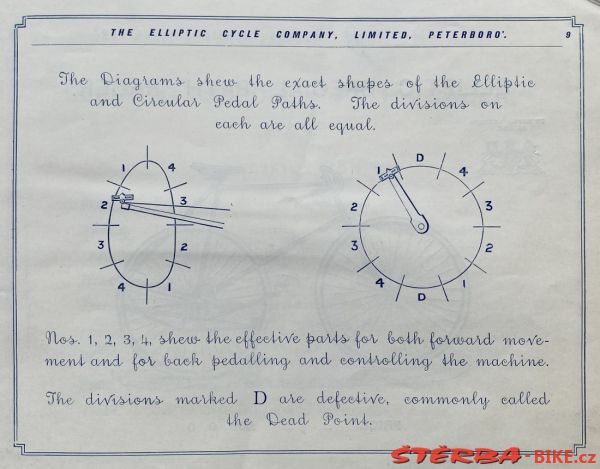 THE ELLIPTIC CYCLE COMPANY, LIMITED, PETERBORO'. 9
The Diagrams shew the exact shapes of the Elliptic
and Circular Pedal Paths. The divisions on
each are all equal.
1 4
2 3
3 2
4 1
D
1 4
2 3
3 2
4 1
D
Nos. 1, 2, 3, 4, shew the effective parts for both forward move-
ment and for back pedalling and controlling the machine.
The divisions marked D are defective, commonly called
the Dead Point.
ŠTĚRBA-BIKE.cz